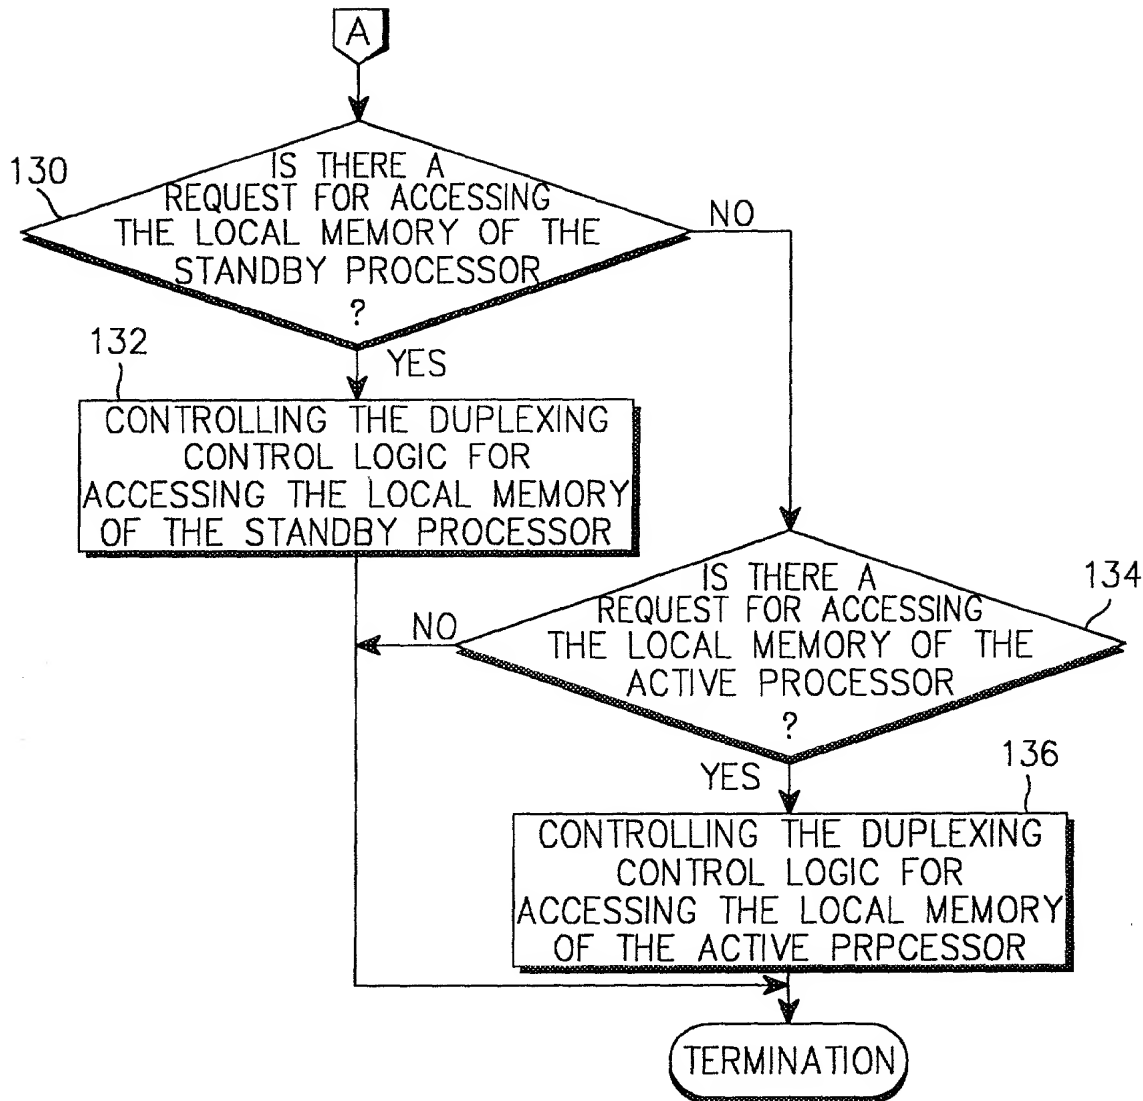 A
130
IS THERE A
REQUEST FOR ACCESSING
THE LOCAL MEMORY OF THE
STANDBY PROCESSOR
?
NO
YES
132
CONTROLLING THE DUPLEXING
CONTROL LOGIC FOR
ACCESSING THE LOCAL MEMORY
OF THE STANDBY PROCESSOR
134
IS THERE A
REQUEST FOR ACCESSING
THE LOCAL MEMORY OF THE
ACTIVE PROCESSOR
?
NO
YES
136
CONTROLLING THE DUPLEXING
CONTROL LOGIC FOR
ACCESSING THE LOCAL MEMORY
OF THE ACTIVE PRPCESSOR
TERMINATION